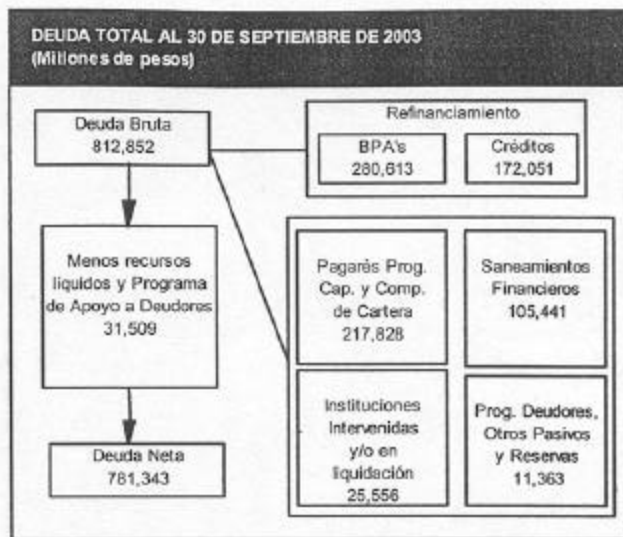 DEUDA TOTAL AL 30 DE SEPTIEMBRE DE 2003
(Millones de pesos)
Deuda Bruta
812,852
Refinanciamiento
BPA's
280,613
Créditos
172,051
Menos recursos
líquidos y Programa
de Apoyo a Deudores
31,509
Pagarés Prog.
Cap. y Comp.
de Cartera
217,828
Saneamientos
Financieros
105,441
Instituciones
Intervenidas
y/o en
liquidación
25,556
Prog. Deudores,
Otros Pasivos
y Reservas
11,363
Deuda Neta
781,343